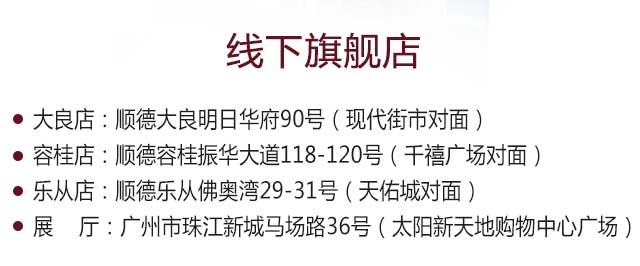 线下旗舰店
大良店：顺德大良明日华府90号（现代街市对面）
容桂店：顺德容桂振华大道118-120号（千禧广场对面）
乐从店：顺德乐从佛奥湾29-31号（天佑城对面）
展　厅：广州市珠江新城马场路36号（太阳新天地购物中心广场）